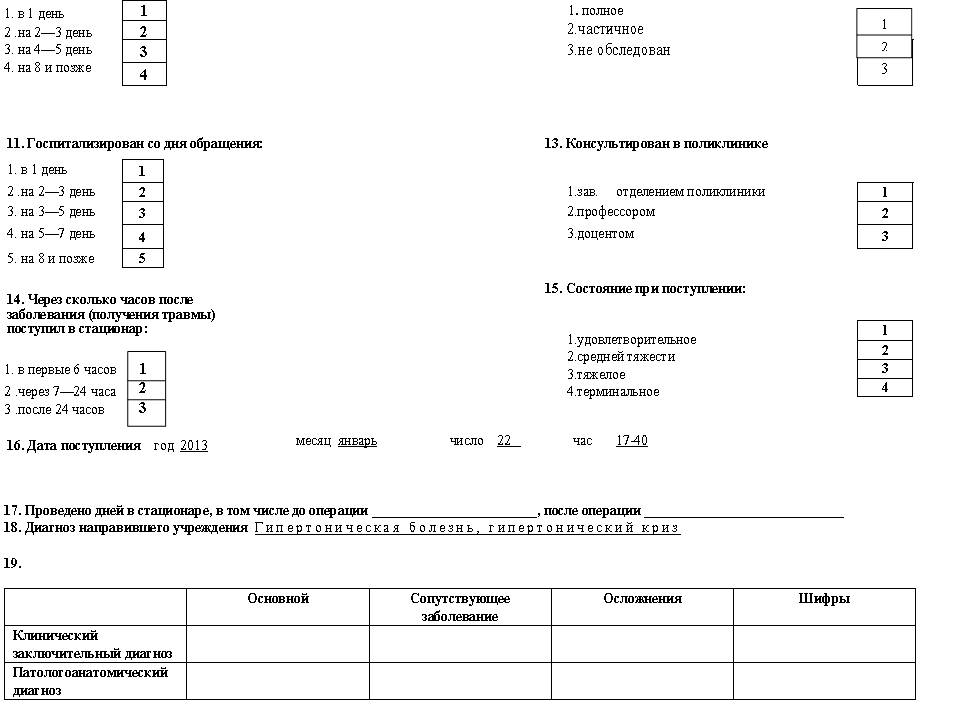 1. в 1 день 1
2 .на 2—3 день 2
3. на 4—5 день 3
4. на 8 и позже 4
1. полное 1
2.частичное 2
3.не обследован 3
11. Госпитализирован со дня обращения:
1. в 1 день 1
2 .на 2—3 день 2
3. на 3—5 день 3
4. на 5—7 день 4
5. на 8 и позже 5
13. Консультирован в поликлинике
1.зав. отделением поликлиники 1
2.профессором 2
3.доцентом 3
14. Через сколько часов после
заболевания (получения травмы)
поступил в стационар:
1. в первые 6 часов 1
2 .через 7—24 часа 2
3 .после 24 часов 3
15. Состояние при поступлении:
1.удовлетворительное 1
2.средней тяжести 2
3.тяжелое 3
4.терминальное 4
16. Дата поступления год 2013 месяц январь число 22 час 17-40
17. Проведено дней в стационаре, в том числе до операции ________________________, после операции _____________________________
18. Диагноз направившего учреждения Гипертоническая болезнь, гипертонический криз
19.
Основной Сопутствующее заболевание Осложнения Шифры
Клинический
заключительный диагноз
Патологоанатомический
диагноз